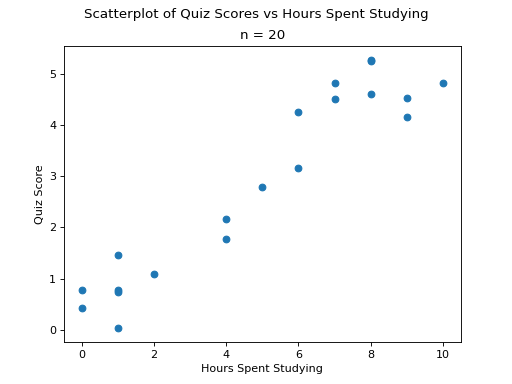 Scatterplot of Quiz Scores vs Hours Spent Studying
n = 20
5
4
3
2
1
0
Quiz Score
0 2 4 6 8 10
Hours Spent Studying